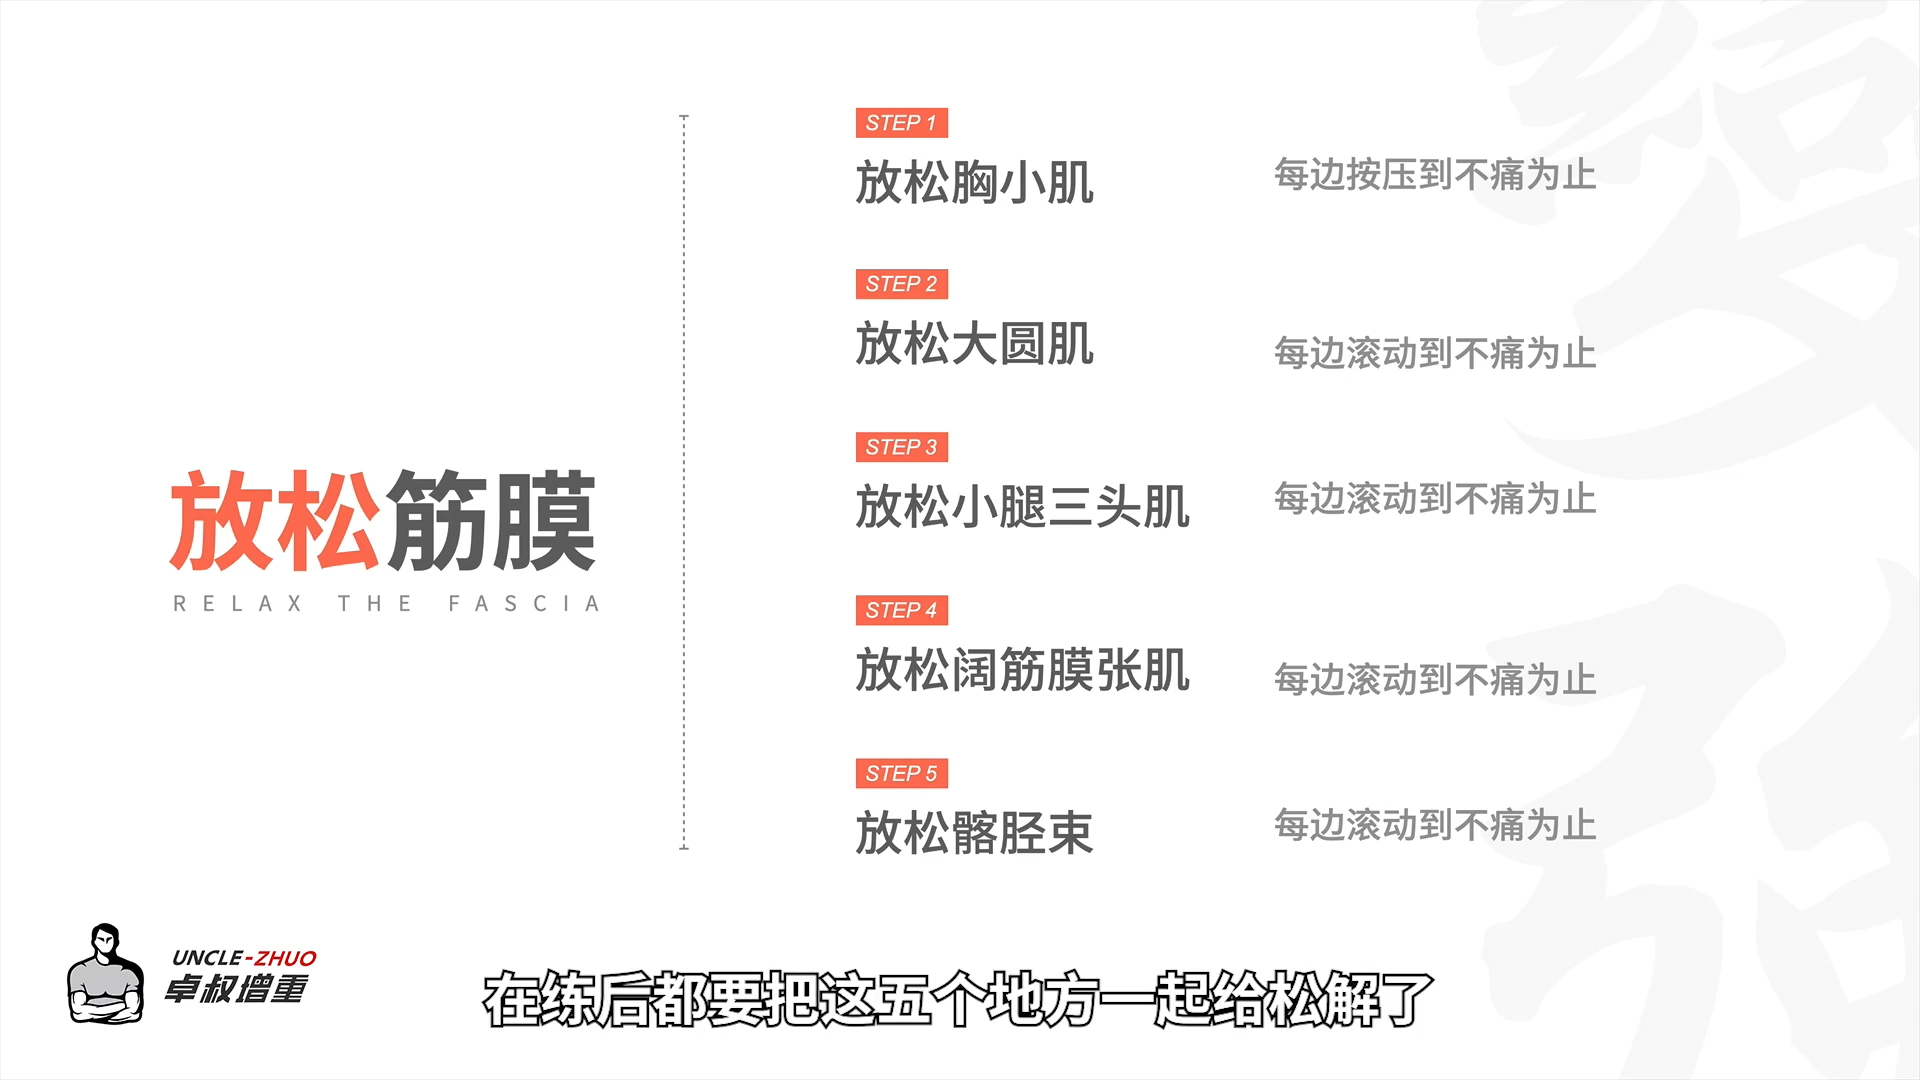 放松筋膜
RELAX THE FASCIA
STEP 1
放松胸小肌
每边按压到不痛为止
STEP 2
放松大圆肌
每边滚动到不痛为止
STEP 3
放松小腿三头肌
每边滚动到不痛为止
STEP 4
放松阔筋膜张肌
每边滚动到不痛为止
STEP 5
放松髂胫束
每边滚动到不痛为止
UNCLE-ZHUO
卓叔增重
在练后都要把这五个地方一起给松解了